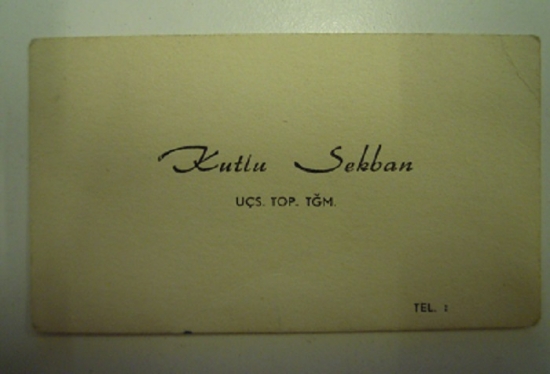 Kutlu Sekban
UÇS. TOP. TĞM.
TEL. :